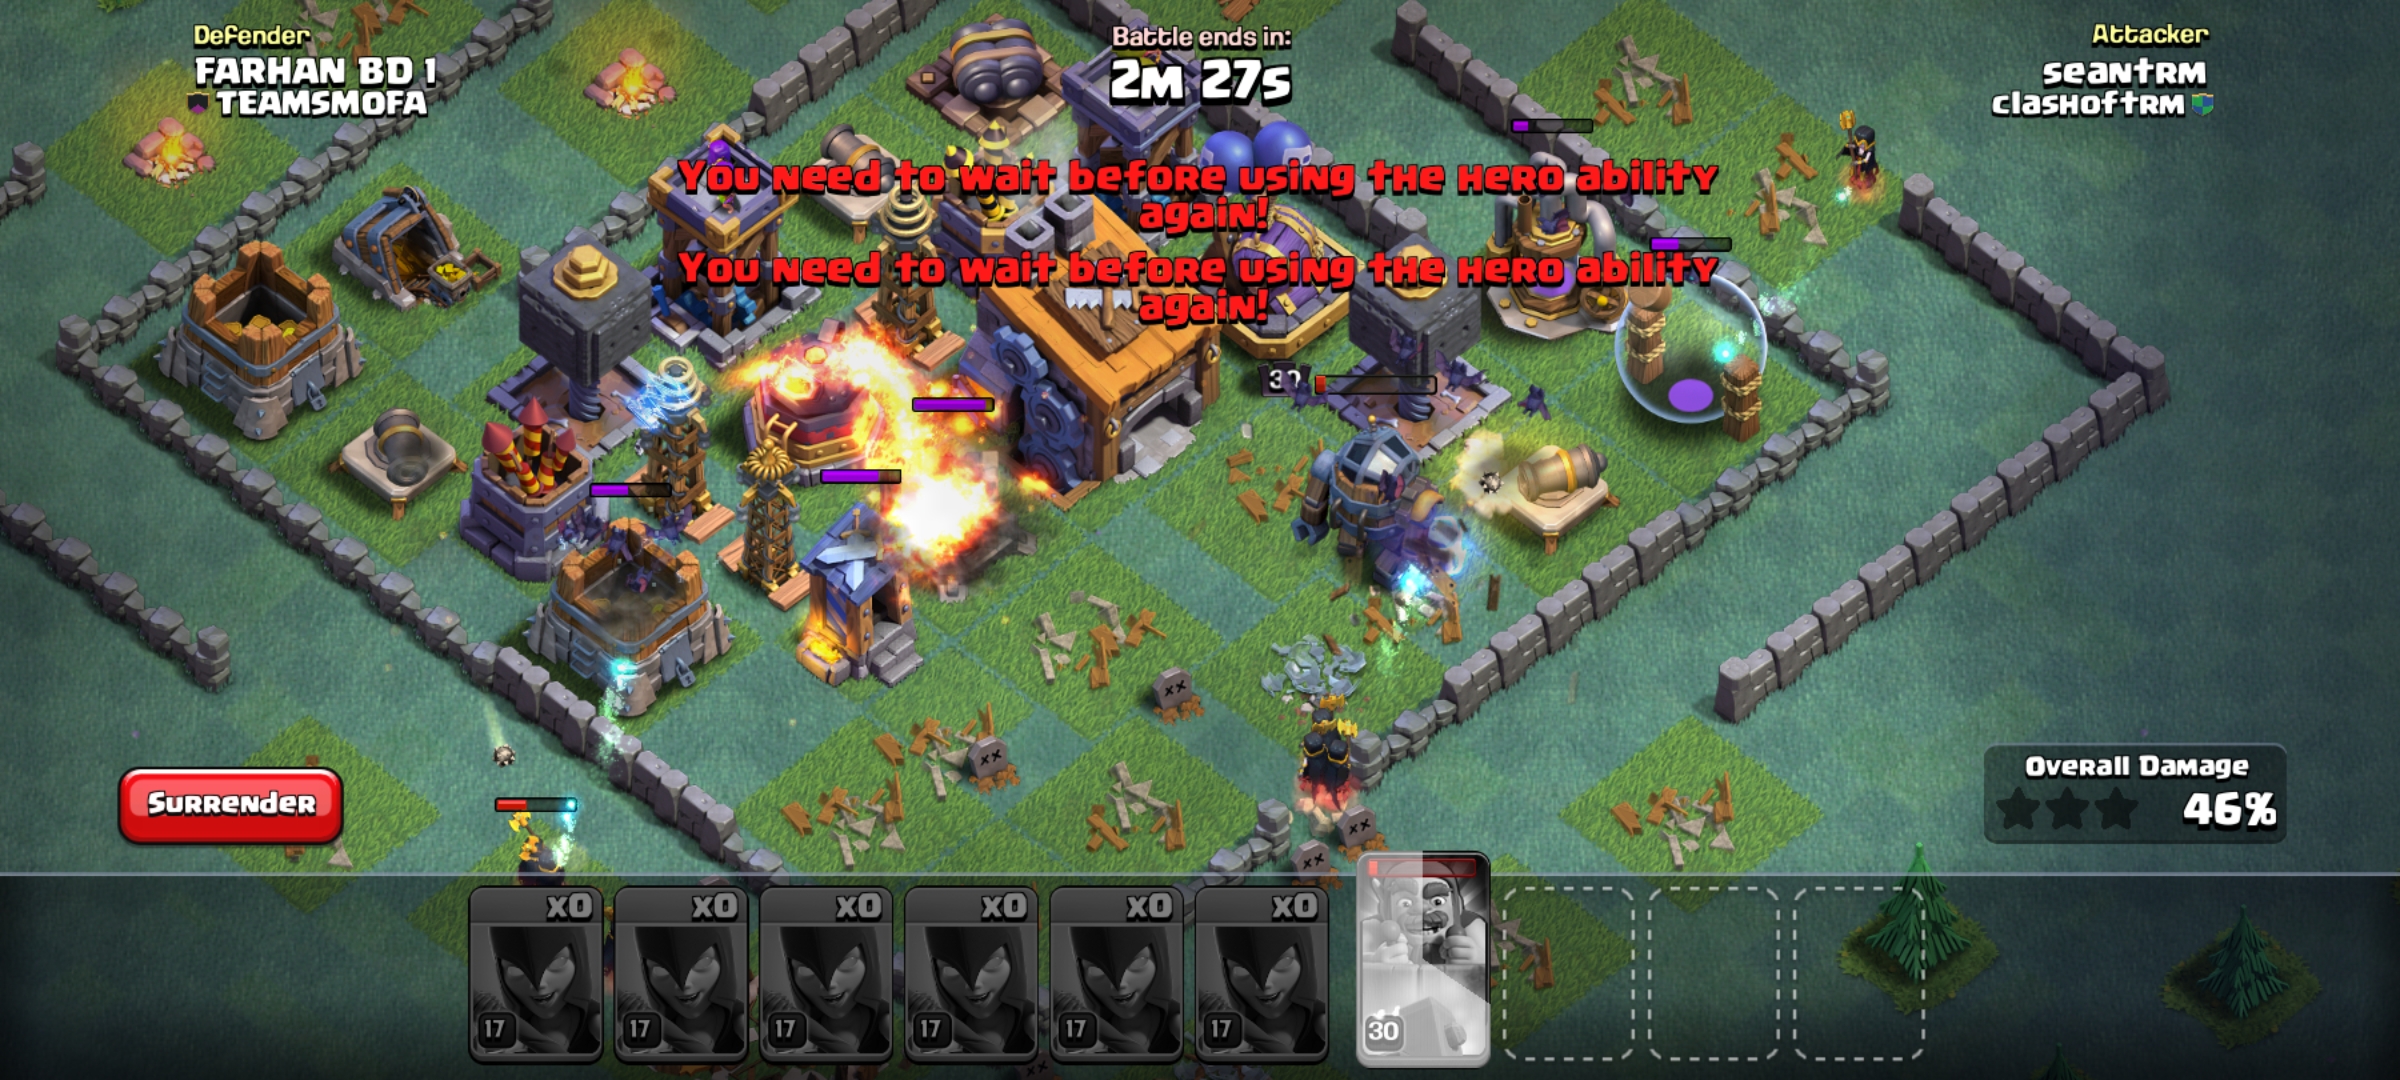 Defender
FARHAN BD 1
TEAMSMOFA
Battle ends in:
2M 27s
Attacker
seantRM
clashoftRM
You need to wait before using the hero ability
again!
You need to wait before using the hero ability
again!
Surrender
Overall Damage
46%
x0
x0
x0
x0
x0
x0
17
17
17
17
17
17
30